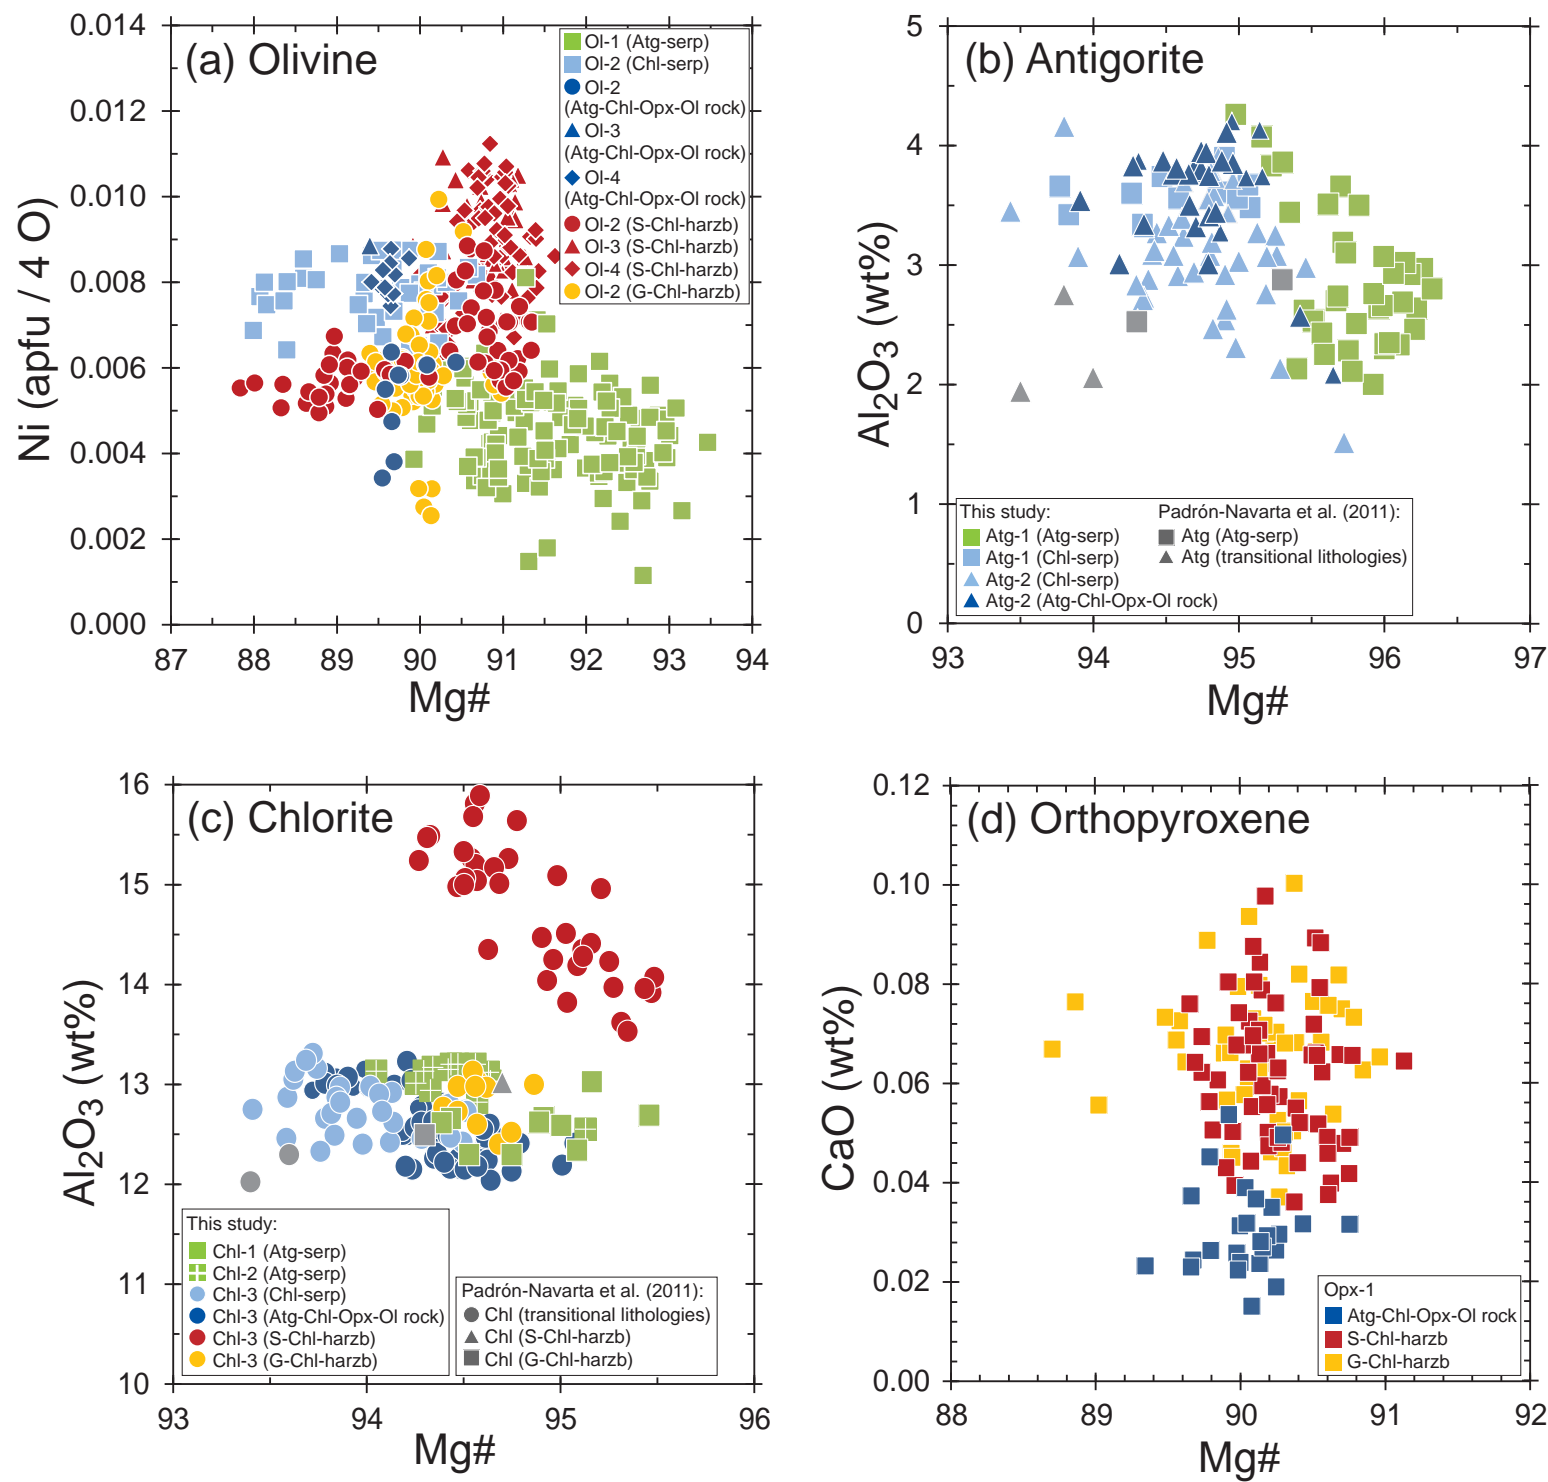 (a) Olivine
Ni (apfu / 4 O)
0.014
0.012
0.010
0.008
0.006
0.004
0.002
0.000
87
88
89
90
91
92
93
94
Mg#
Ol-1 (Atg-serp)
Ol-2 (Chl-serp)
Ol-2
(Atg-Chl-Opx-Ol rock)
Ol-3
(Atg-Chl-Opx-Ol rock)
Ol-4
(Atg-Chl-Opx-Ol rock)
Ol-2 (S-Chl-harzb)
Ol-3 (S-Chl-harzb)
Ol-4 (S-Chl-harzb)
Ol-2 (G-Chl-harzb)
(b) Antigorite
Al2O3 (wt%)
5
4
3
2
1
0
93
94
95
96
97
Mg#
This study:
Atg-1 (Atg-serp)
Atg-1 (Chl-serp)
Atg-2 (Chl-serp)
Atg-2 (Atg-Chl-Opx-Ol rock)
Padrón-Navarta et al. (2011):
Atg (Atg-serp)
Atg (transitional lithologies)
(c) Chlorite
Al2O3 (wt%)
16
15
14
13
12
11
10
93
94
95
96
Mg#
This study:
Chl-1 (Atg-serp)
Chl-2 (Atg-serp)
Chl-3 (Chl-serp)
Chl-3 (Atg-Chl-Opx-Ol rock)
Chl-3 (S-Chl-harzb)
Chl-3 (G-Chl-harzb)
Padrón-Navarta et al. (2011):
Chl (transitional lithologies)
Chl (S-Chl-harzb)
Chl (G-Chl-harzb)
(d) Orthopyroxene
CaO (wt%)
0.12
0.10
0.08
0.06
0.04
0.02
0.00
88
89
90
91
92
Mg#
Opx-1
Atg-Chl-Opx-Ol rock
S-Chl-harzb
G-Chl-harzb